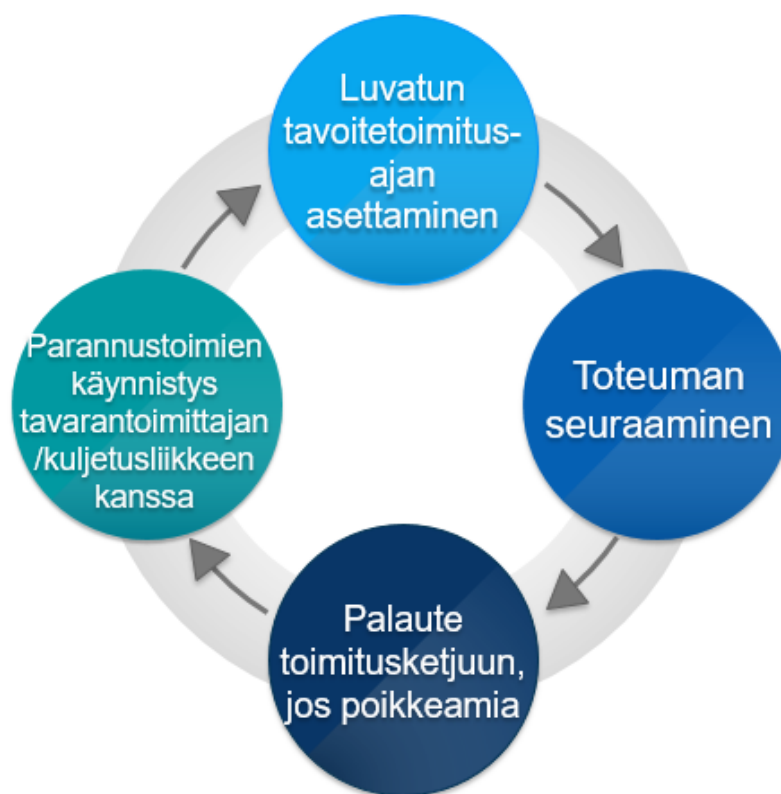 Luvatun
tavoitetoimitus-
ajan
asettaminen
Toteuman
seuraaminen
Palaute
toimitusketjuun,
jos poikkeamia
Parannustoimien
käynnistys
tavarantoimittajan
/kuljetusliikkeen
kanssa